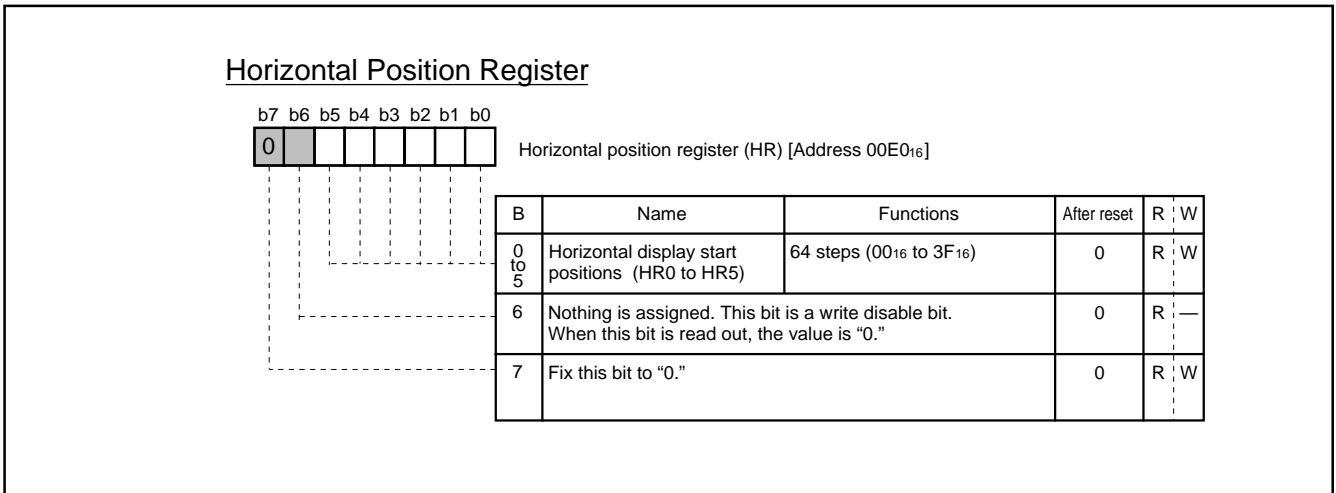 Horizontal Position Register
b7 b6 b5 b4 b3 b2 b1 b0
0
Horizontal position register (HR) [Address 00E016]
B Name Functions After reset R W
0 to 5 Horizontal display start positions (HR0 to HR5) 64 steps (0016 to 3F16) 0 R W
6 Nothing is assigned. This bit is a write disable bit.
When this bit is read out, the value is “0.” 0 R —
7 Fix this bit to “0.” 0 R W